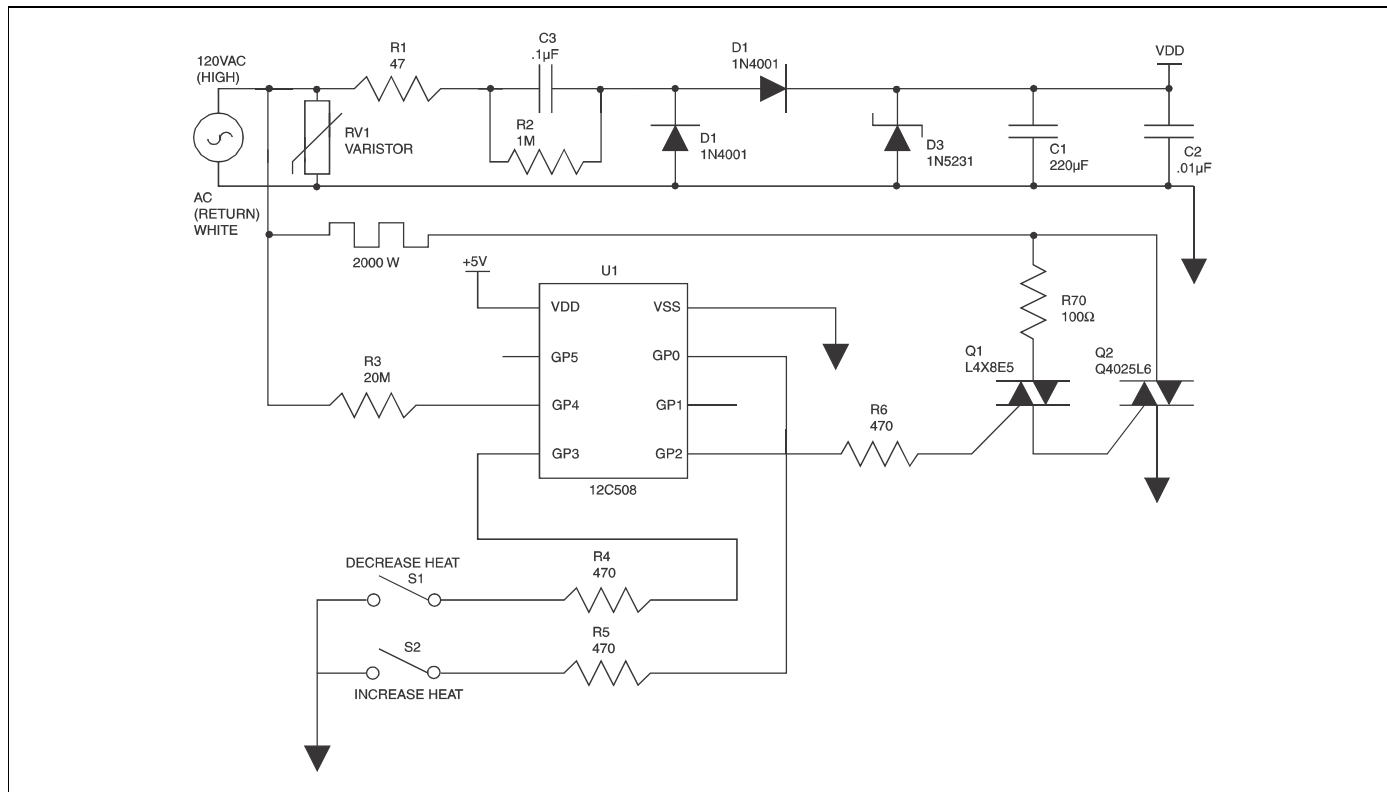 120VAC
(HIGH)
R1
47
C3
.1µF
D1
1N4001
VDD
RV1
VARISTOR
R2
1M
D1
1N4001
D3
1N5231
C1
220µF
C2
.01µF
AC
(RETURN)
WHITE
2000 W
+5V
U1
VDD
VSS
R70
100Ω
R3
20M
GP5
GP0
Q1
L4X8E5
Q2
Q4025L6
GP4
GP1
R6
470
GP3
GP2
12C508
DECREASE HEAT
S1
R4
470
S2
R5
470
INCREASE HEAT